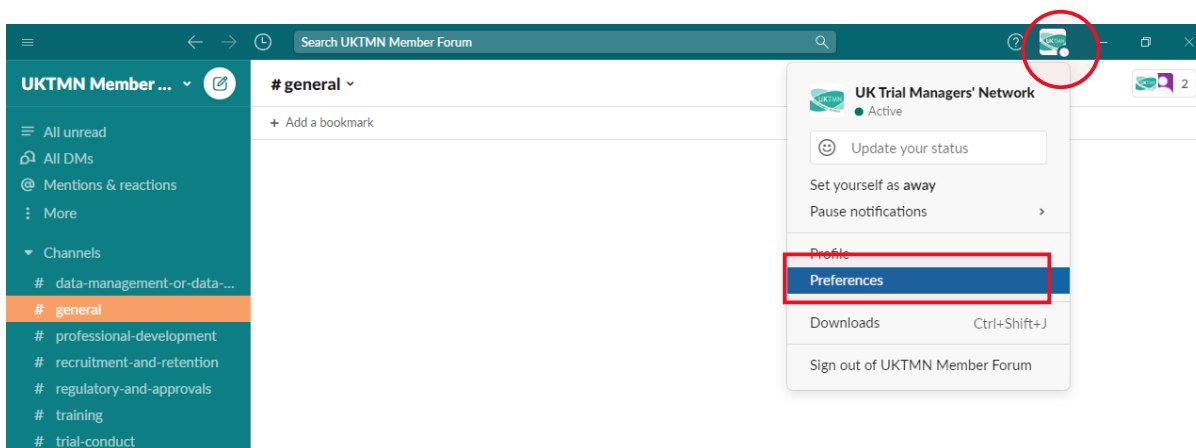 Search UKTMN Member Forum
UKTMN Member ...
# general
2
+ Add a bookmark
All unread
All DMs
@ Mentions & reactions
More
Channels
# data-management-or-data-...
# general
# professional-development
# recruitment-and-retention
# regulatory-and-approvals
# training
# trial-conduct
UKTMN
UK Trial Managers' Network
Active
Update your status
Set yourself as away
Pause notifications
Profile
Preferences
Downloads Ctrl+Shift+J
Sign out of UKTMN Member Forum